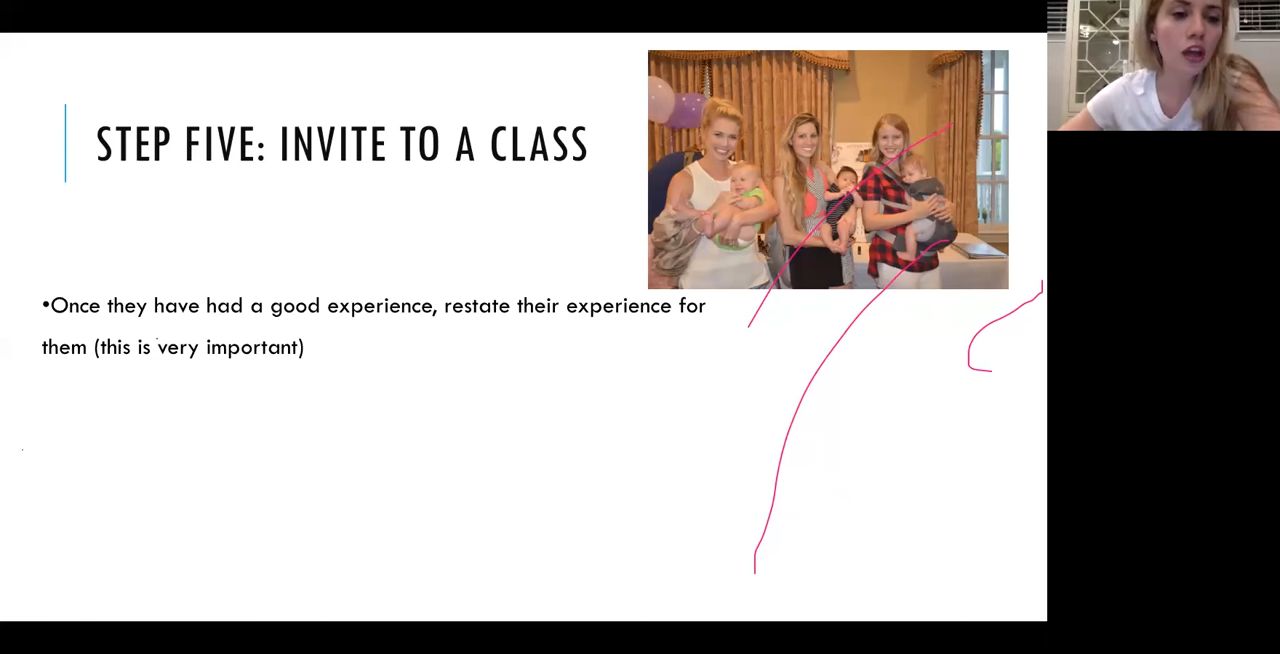 STEP FIVE: INVITE TO A CLASS
•Once they have had a good experience, restate their experience for
them (this is very important)